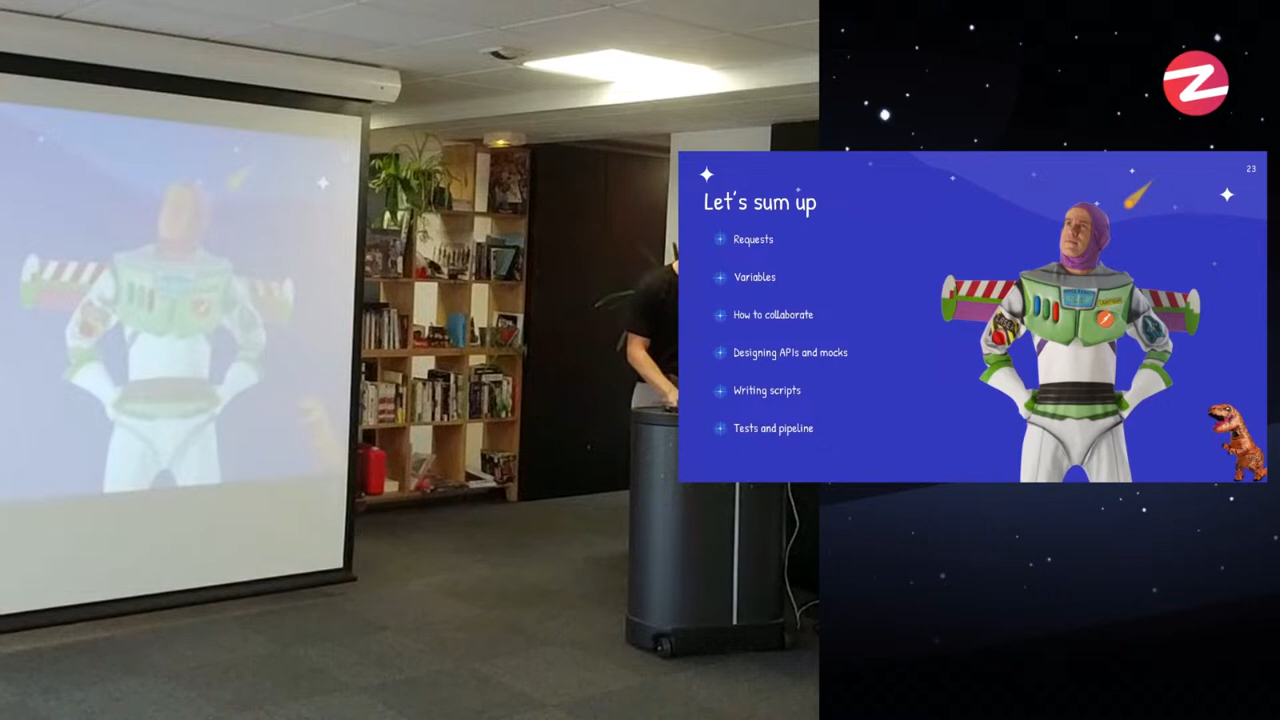 23
Let's sum up
Requests
Variables
How to collaborate
Designing APIs and mocks
Writing scripts
Tests and pipeline